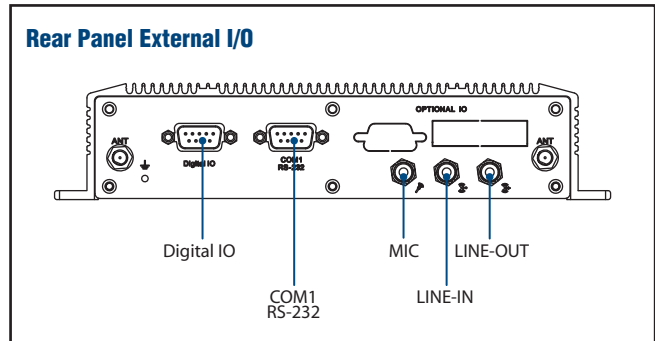 Rear Panel External I/O
OPTIONAL IO
ANT
ANT
Digital IO
COM1
RS-232
Digital IO
MIC
LINE-OUT
COM1
RS-232
LINE-IN